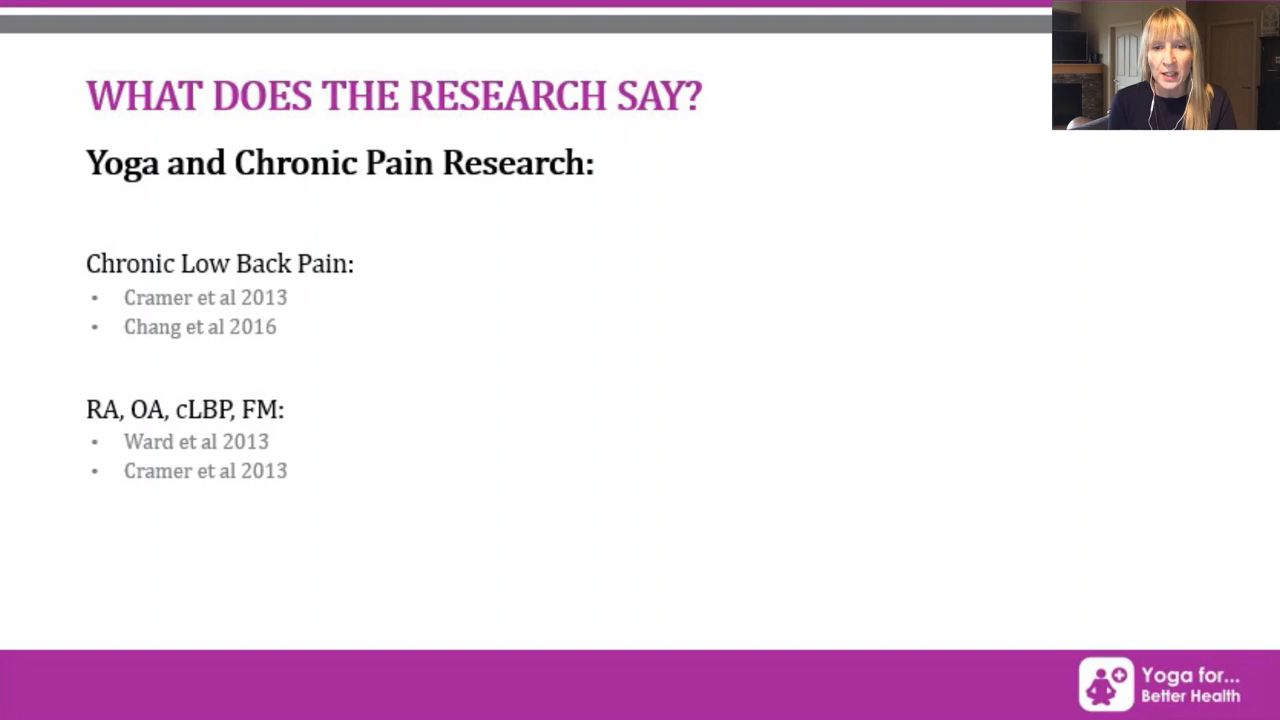 WHAT DOES THE RESEARCH SAY?
Yoga and Chronic Pain Research:
Chronic Low Back Pain:
• Cramer et al 2013
• Chang et al 2016
RA, OA, cLBP, FM:
• Ward et al 2013
• Cramer et al 2013
Yoga for...
Better Health